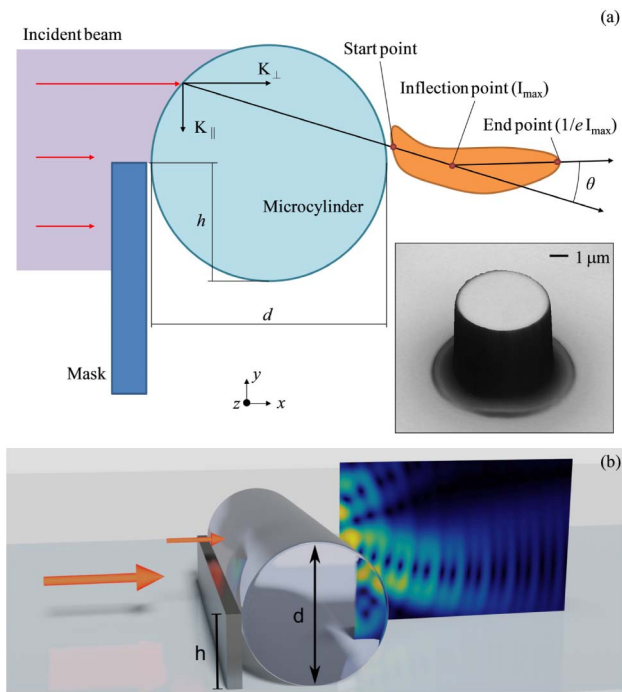 (a)
Incident beam
Start point
K⊥
Inflection point (Imax)
End point (1/e Imax)
K||
θ
Microcylinder
h
1 μm
d
Mask
y
z x
(b)
d
h